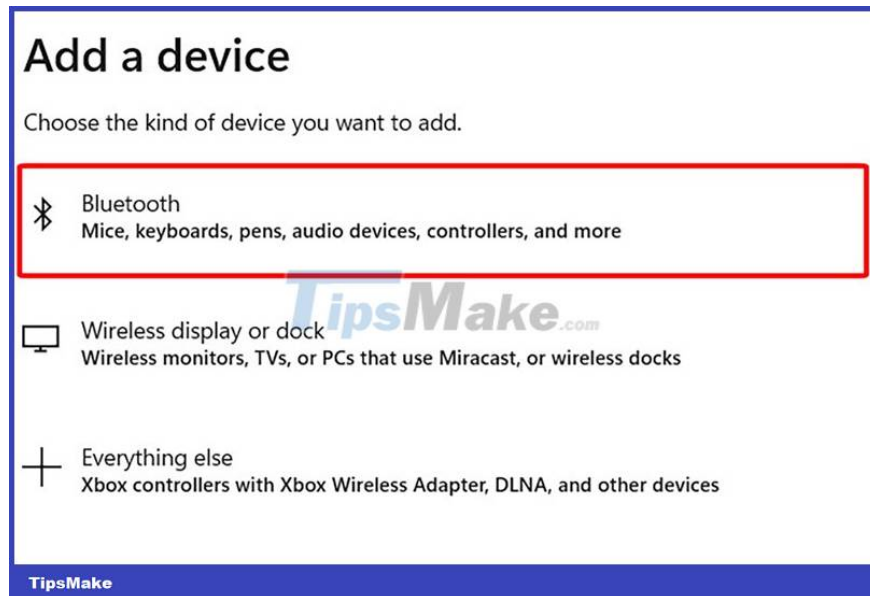 Add a device
Choose the kind of device you want to add.
Bluetooth
Mice, keyboards, pens, audio devices, controllers, and more
TipsMake.com
Wireless display or dock
Wireless monitors, TVs, or PCs that use Miracast, or wireless docks
Everything else
Xbox controllers with Xbox Wireless Adapter, DLNA, and other devices
TipsMake